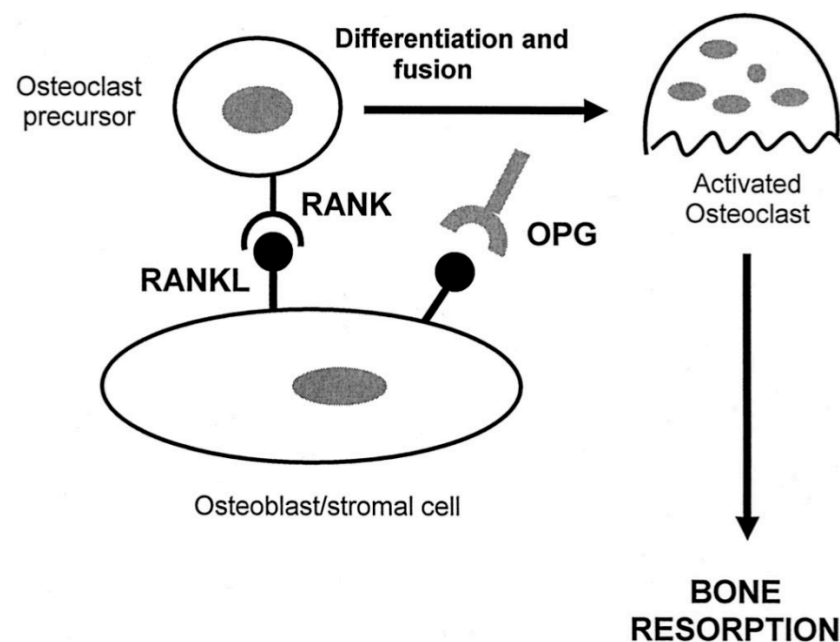 Differentiation and
fusion
Osteoclast
precursor
RANK
OPG
RANKL
Activated
Osteoclast
Osteoblast/stromal cell
BONE
RESORPTION